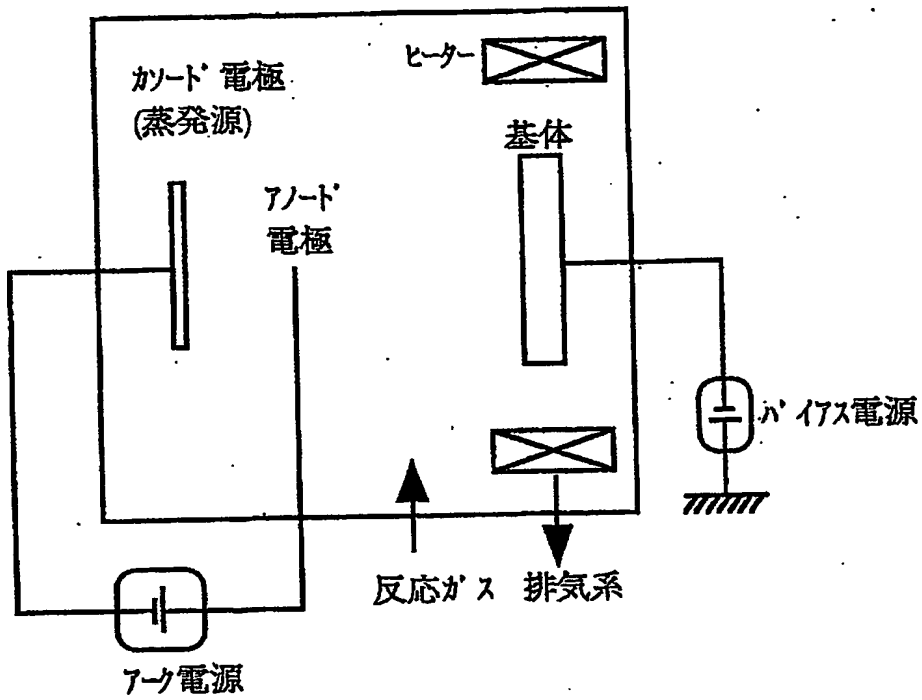 ヒーター
カソード電極
(蒸発源)
基体
アノード
電極
バイアス電源
反応ガス 排気系
アーク電源